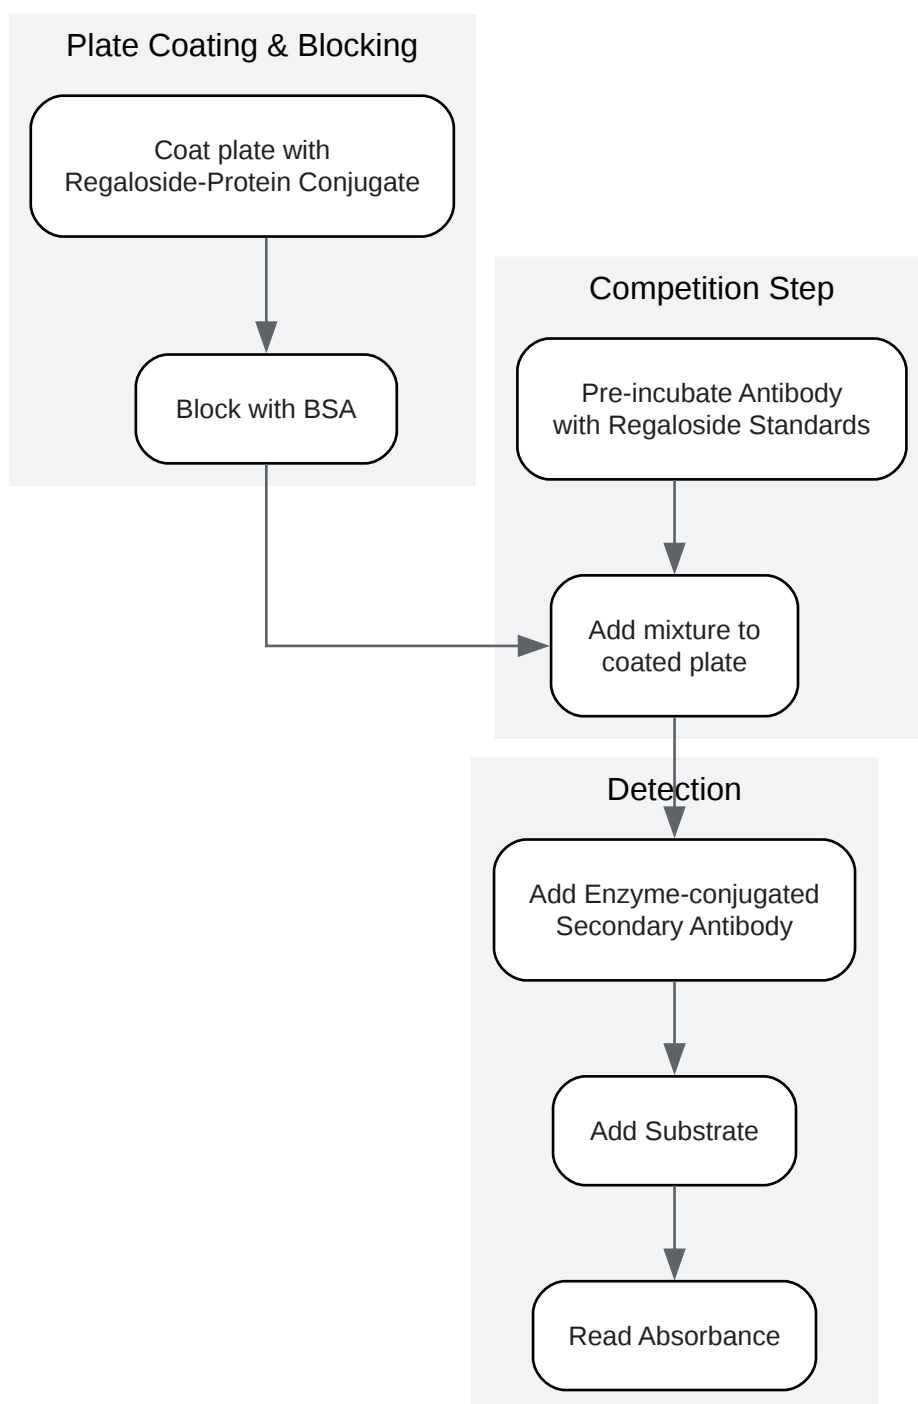 Plate Coating & Blocking
Coat plate with
Regaloside-Protein Conjugate
Block with BSA
Competition Step
Pre-incubate Antibody
with Regaloside Standards
Add mixture to
coated plate
Detection
Add Enzyme-conjugated
Secondary Antibody
Add Substrate
Read Absorbance